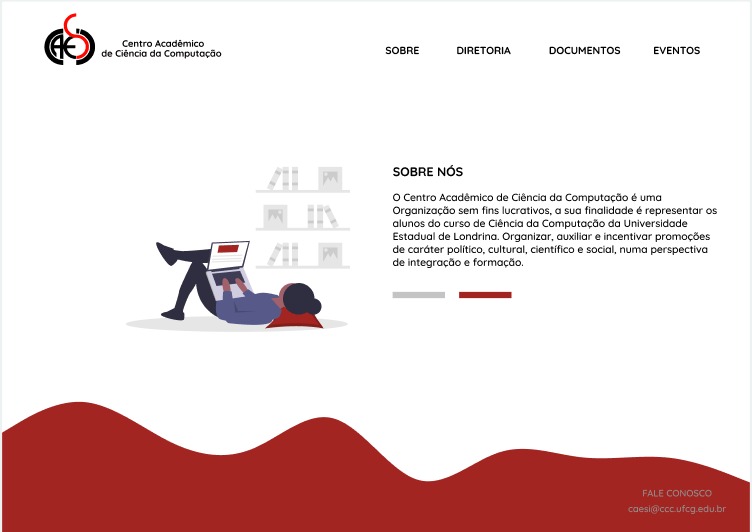 CAESI
Centro Acadêmico
de Ciência da Computação
SOBRE
DIRETORIA
DOCUMENTOS
EVENTOS
SOBRE NÓS
O Centro Acadêmico de Ciência da Computação é uma
Organização sem fins lucrativos, a sua finalidade é representar os
alunos do curso de Ciência da Computação da Universidade
Estadual de Londrina. Organizar, auxiliar e incentivar promoções
de caráter político, cultural, científico e social, numa perspectiva
de integração e formação.
FALE CONOSCO
caesi@ccc.ufcg.edu.br